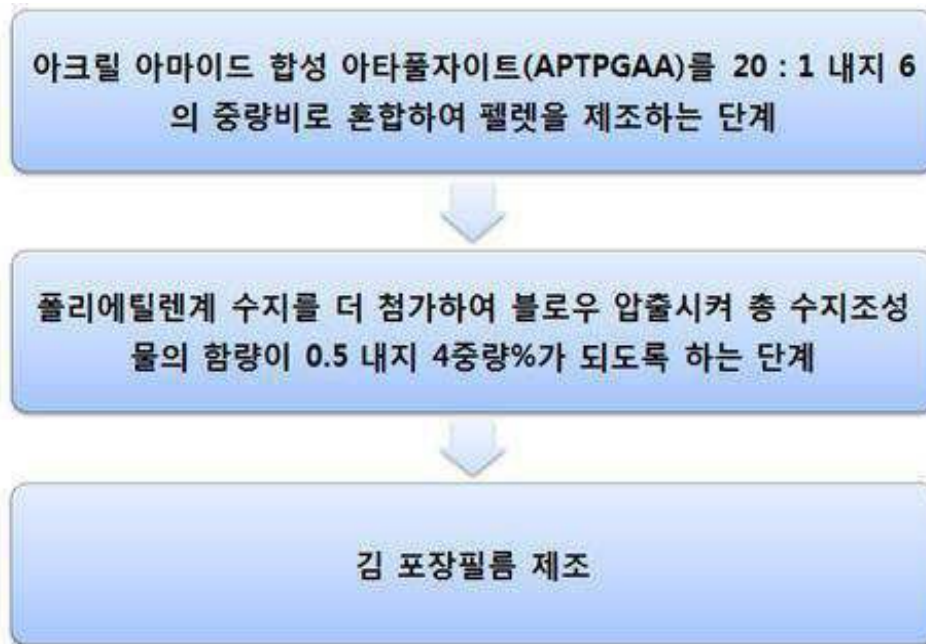 아크릴 아마이드 합성 아타풀자이트(APTPGAA)를 20 : 1 내지 6
의 중량비로 혼합하여 펠렛을 제조하는 단계
폴리에틸렌계 수지를 더 첨가하여 블로우 압출시켜 총 수지조성
물의 함량이 0.5 내지 4중량%가 되도록 하는 단계
김 포장필름 제조